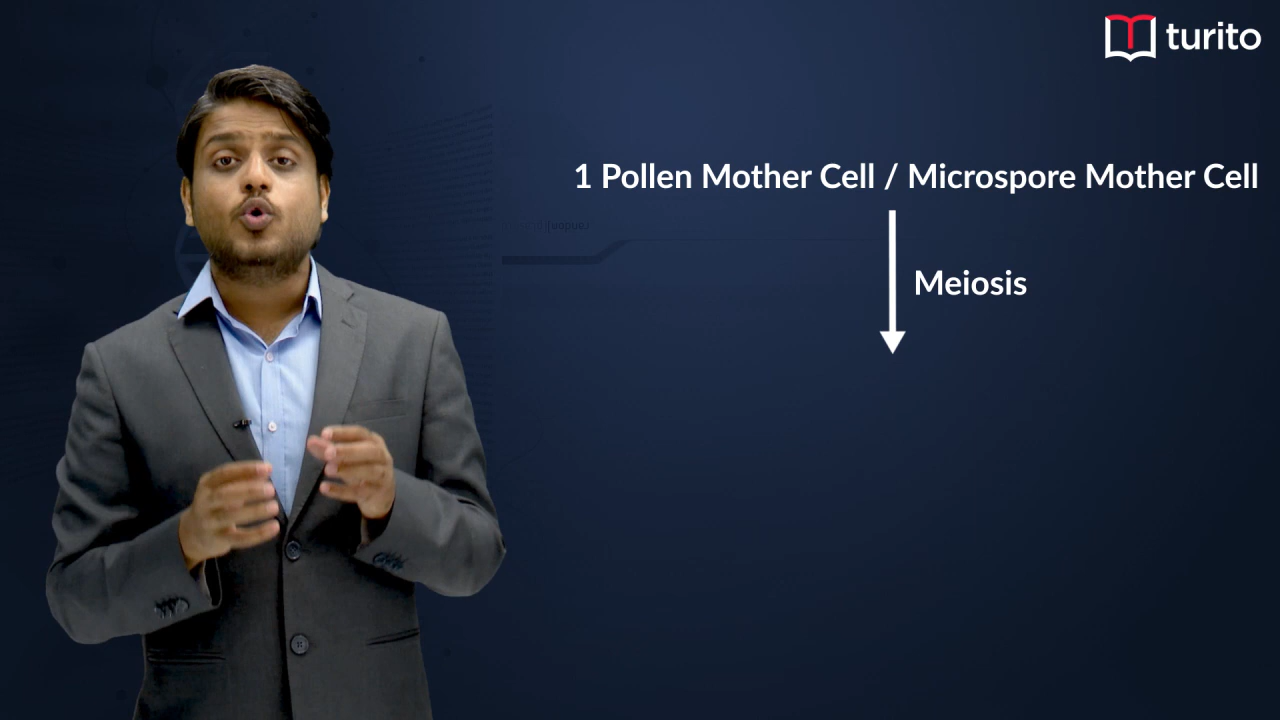 turito
1 Pollen Mother Cell / Microspore Mother Cell
Meiosis